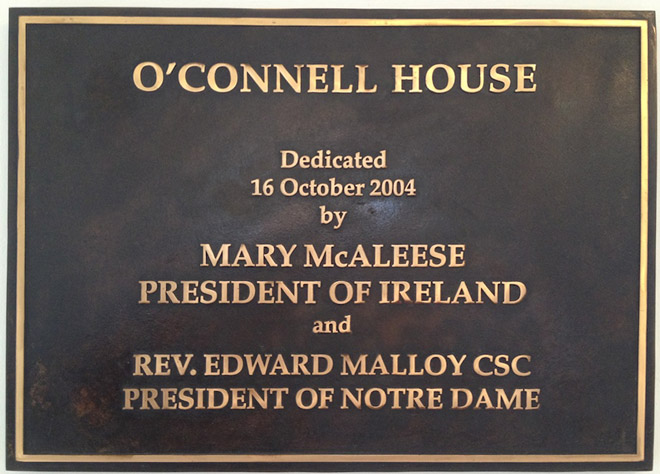 O’CONNELL HOUSE
Dedicated
16 October 2004
by
MARY McALEESE
PRESIDENT OF IRELAND
and
REV. EDWARD MALLOY CSC
PRESIDENT OF NOTRE DAME